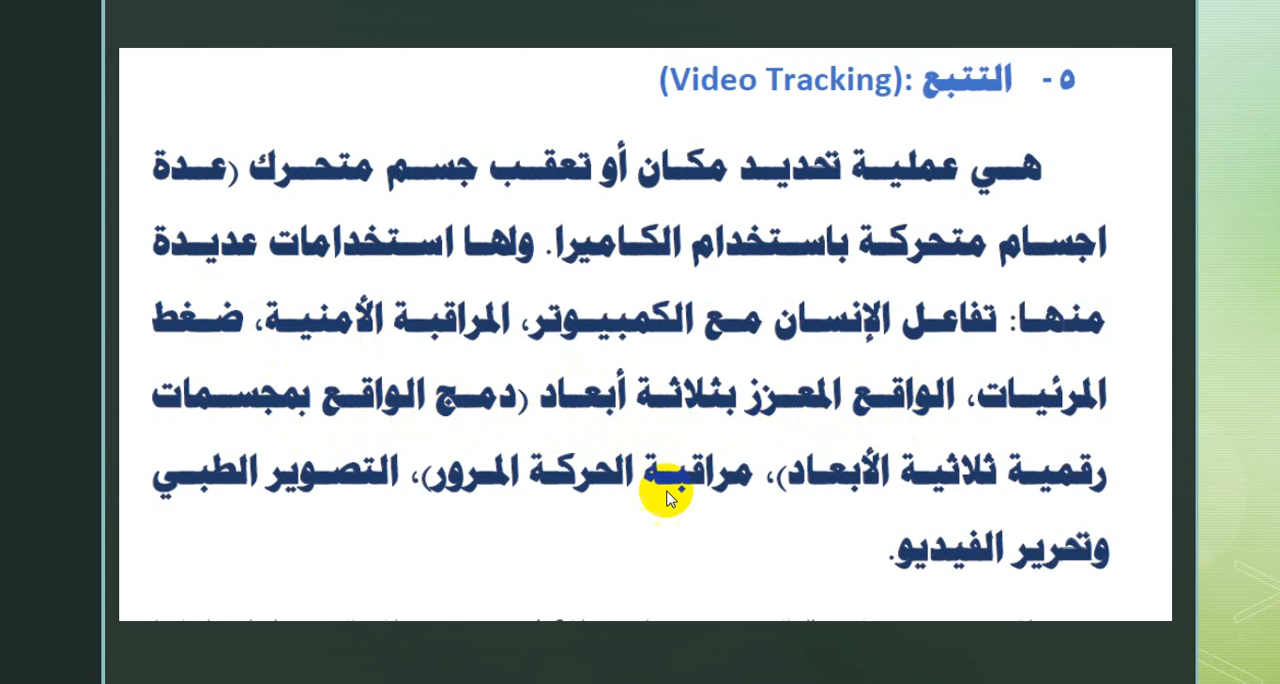 ٥ - التتبع :(Video Tracking)
هي عملية تحديد مكان أو تعقب جسم متحرك (عدة
اجسام متحركة باستخدام الكاميرا. ولها استخدامات عديدة
منها: تفاعل الإنسان مع الكمبيوتر، المراقبة الأمنية، ضغط
المرئيات، الواقع المعزز بثلاثة أبعاد (دمج الواقع بمجسمات
رقمية ثلاثية الأبعاد)، مراقبة الحركة المرور)، التصوير الطبي
وتحرير الفيديو.